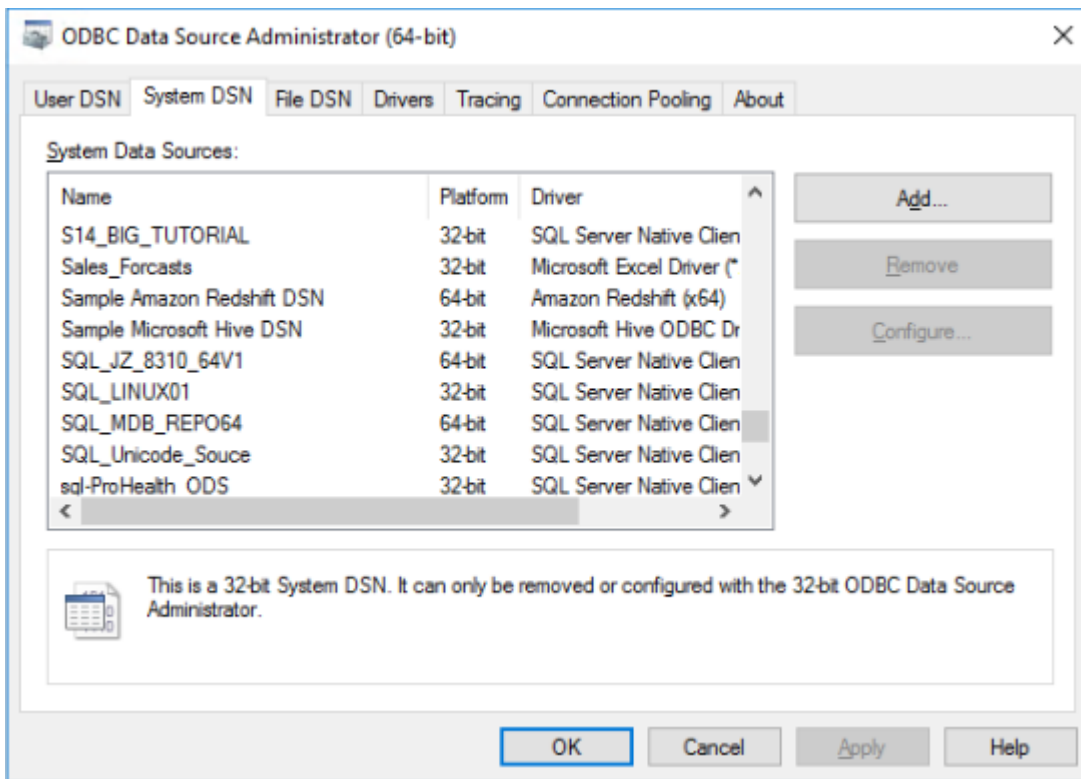 ODBC Data Source Administrator (64-bit)
User DSN System DSN File DSN Drivers Tracing Connection Pooling About
System Data Sources:
Name Platform Driver
S14_BIG_TUTORIAL 32-bit SQL Server Native Clien
Sales_Forcasts 32-bit Microsoft Excel Driver (*
Sample Amazon Redshift DSN 64-bit Amazon Redshift (x64)
Sample Microsoft Hive DSN 32-bit Microsoft Hive ODBC Dr
SQL_JZ_8310_64V1 64-bit SQL Server Native Clien
SQL_LINUX01 32-bit SQL Server Native Clien
SQL_MDB_REPO64 64-bit SQL Server Native Clien
SQL_Unicode_Souce 32-bit SQL Server Native Clien
sql-ProHealth_ODS 32-bit SQL Server Native Clien
Add...
Remove
Configure...
This is a 32-bit System DSN. It can only be removed or configured with the 32-bit ODBC Data Source
Administrator.
OK Cancel Apply Help